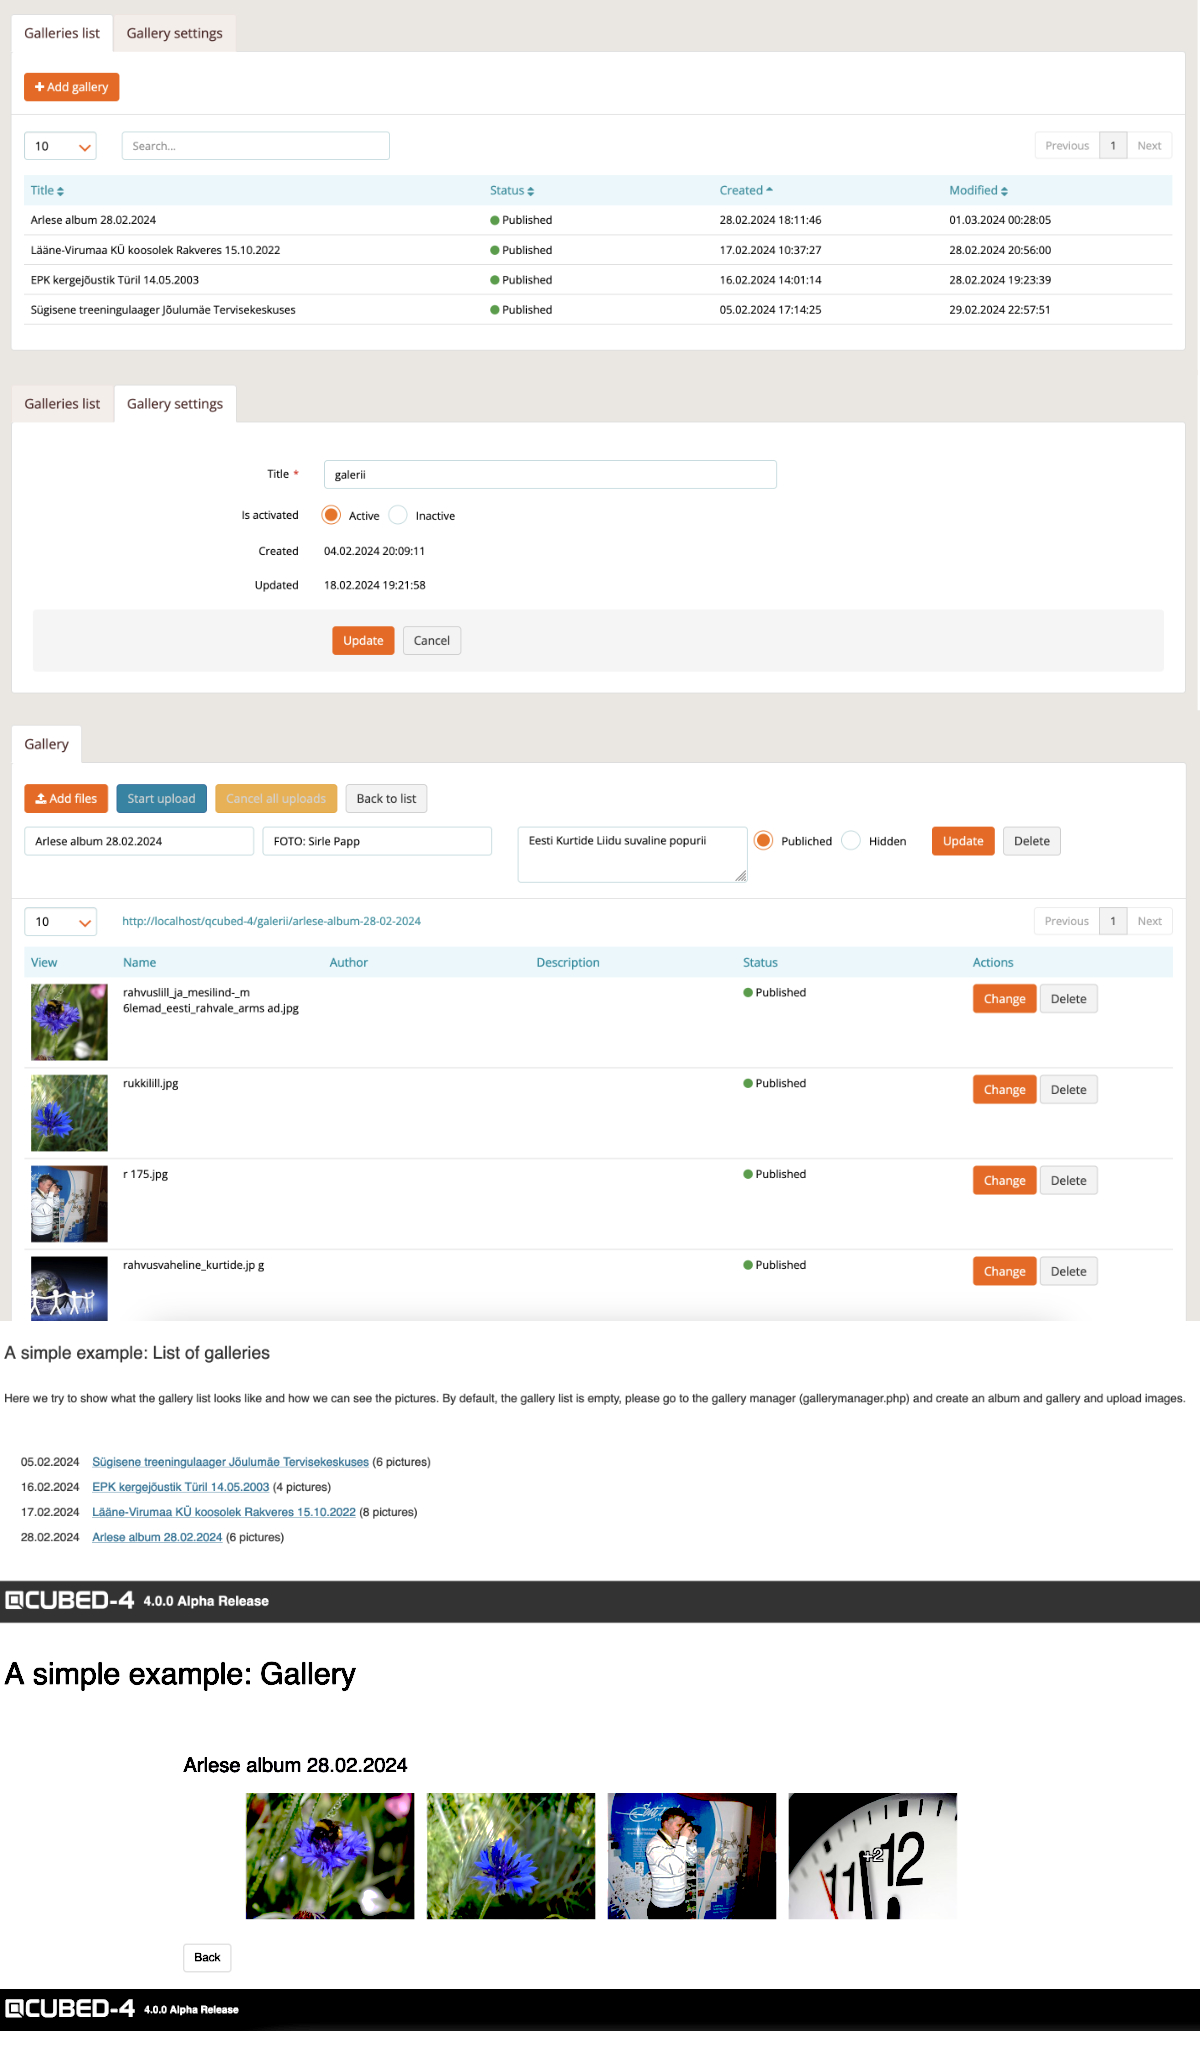 Galleries list Gallery settings
Add gallery
10 Search... Previous 1 Next
Title Status Created Modified
Arlese album 28.02.2024 Published 28.02.2024 18:11:46 01.03.2024 00:28:05
Lääne-Virumaa KÜ koosolek Rakveres 15.10.2022 Published 17.02.2024 10:37:27 28.02.2024 20:56:00
EPK kergejõustik Türil 14.05.2003 Published 16.02.2024 14:01:14 28.02.2024 19:23:39
Sügisene treeningulaager Jõulumäe Tervisekeskuses Published 05.02.2024 17:14:25 29.02.2024 22:57:51
Galleries list Gallery settings
Title * galerii
Is activated Active Inactive
Created 04.02.2024 20:09:11
Updated 18.02.2024 19:21:58
Update Cancel
Gallery
Add files Start upload Cancel all uploads Back to list
Arlese album 28.02.2024 FOTO: Sirle Papp Eesti Kurtide Liidu suvaline popurii Publiched Hidden Update Delete
10 http://localhost/qcubed-4/galerii/arlese-album-28-02-2024 Previous 1 Next
View Name Author Description Status Actions
rahvuslill_ja_mesilind-_m Published Change Delete
6lemad_eesti_rahvale_arms ad.jpg
rukkilill.jpg Published Change Delete
r 175.jpg Published Change Delete
rahvusvaheline_kurtide.jp g Published Change Delete
A simple example: List of galleries
Here we try to show what the gallery list looks like and how we can see the pictures. By default, the gallery list is empty, please go to the gallery manager (gallerymanager.php) and create an album and gallery and upload images.
05.02.2024 Sügisene treeningulaager Jõulumäe Tervisekeskuses (6 pictures)
16.02.2024 EPK kergejõustik Türil 14.05.2003 (4 pictures)
17.02.2024 Lääne-Virumaa KÜ koosolek Rakveres 15.10.2022 (8 pictures)
28.02.2024 Arlese album 28.02.2024 (6 pictures)
QCUBED-4 4.0.0 Alpha Release
A simple example: Gallery
Arlese album 28.02.2024
11 12 +2
Back
QCUBED-4 4.0.0 Alpha Release